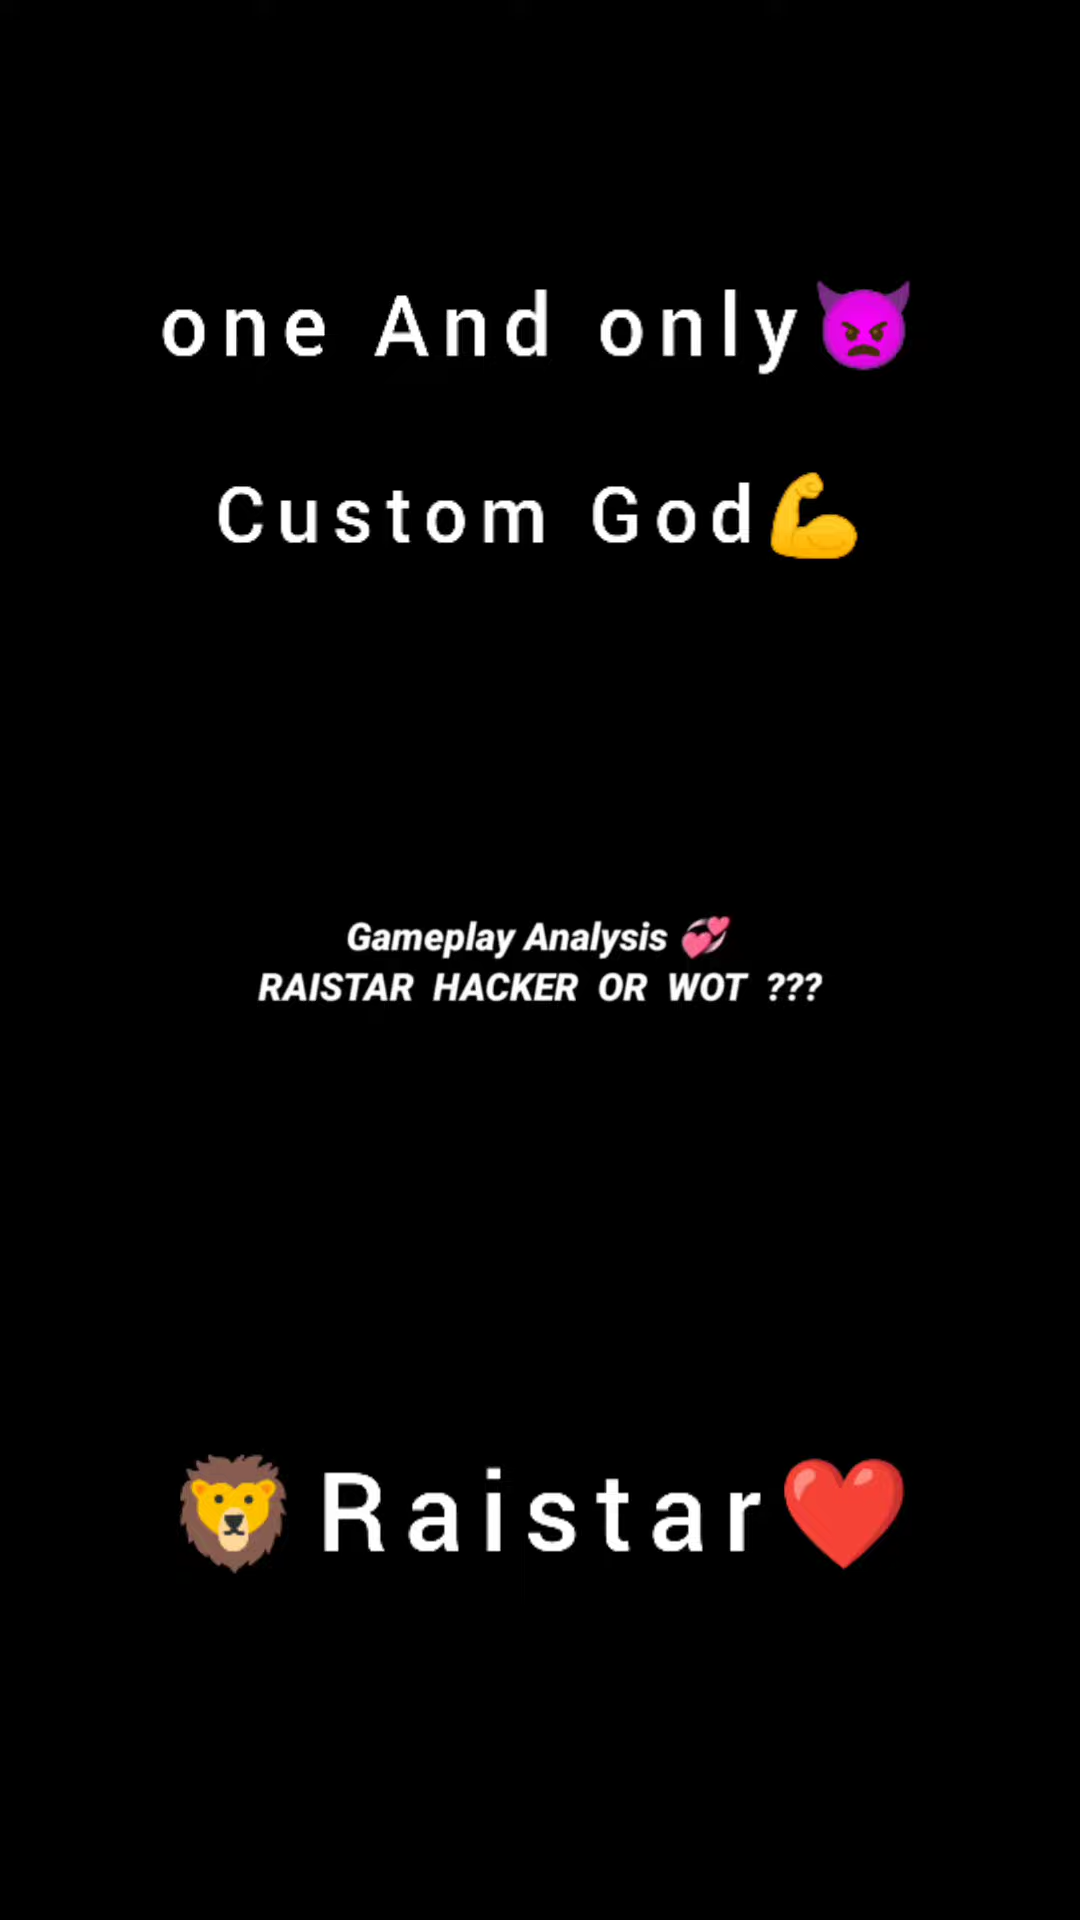 one And only👿
Custom God💪
Gameplay Analysis 💞
RAISTAR HACKER OR WOT ???
🦁Raistar❤️